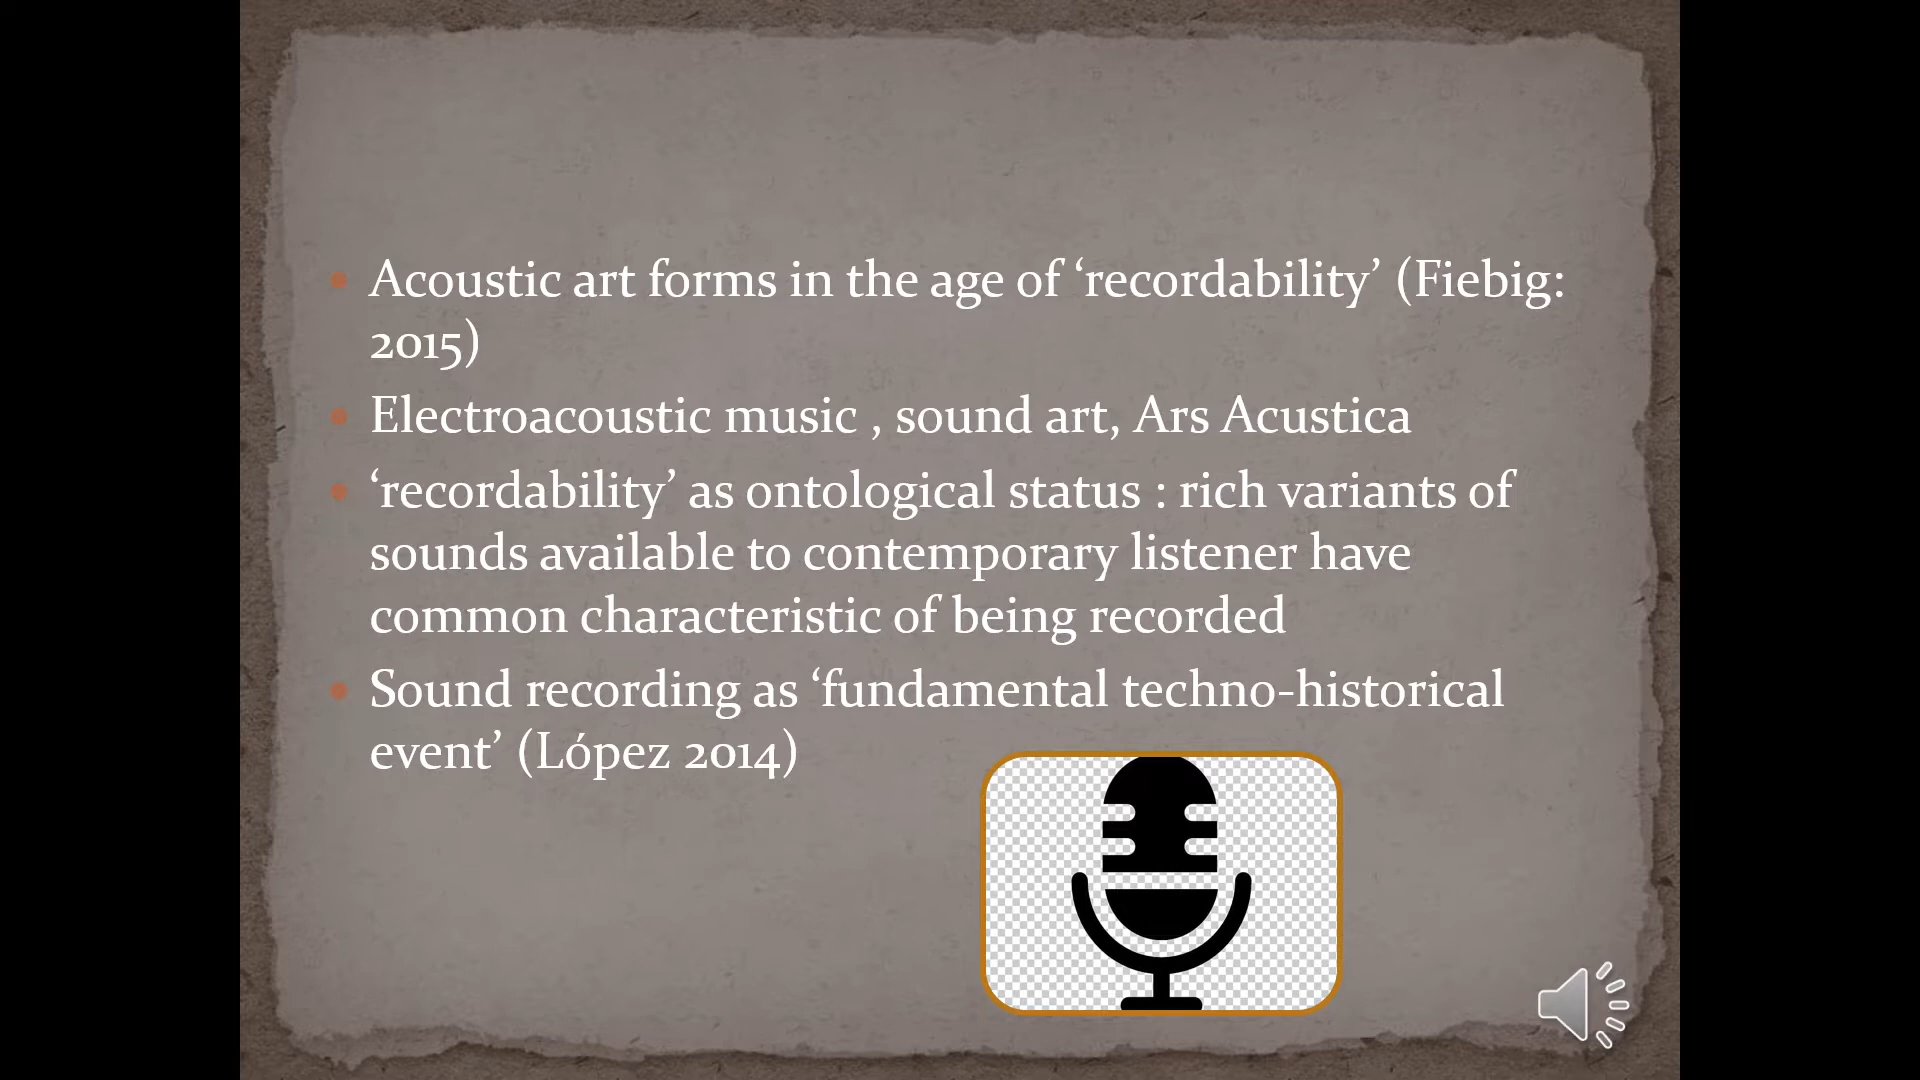 Acoustic art forms in the age of ‘recordability’ (Fiebig:
2015)
Electroacoustic music , sound art, Ars Acustica
‘recordability’ as ontological status : rich variants of
sounds available to contemporary listener have
common characteristic of being recorded
Sound recording as ‘fundamental techno-historical
event’ (López 2014)